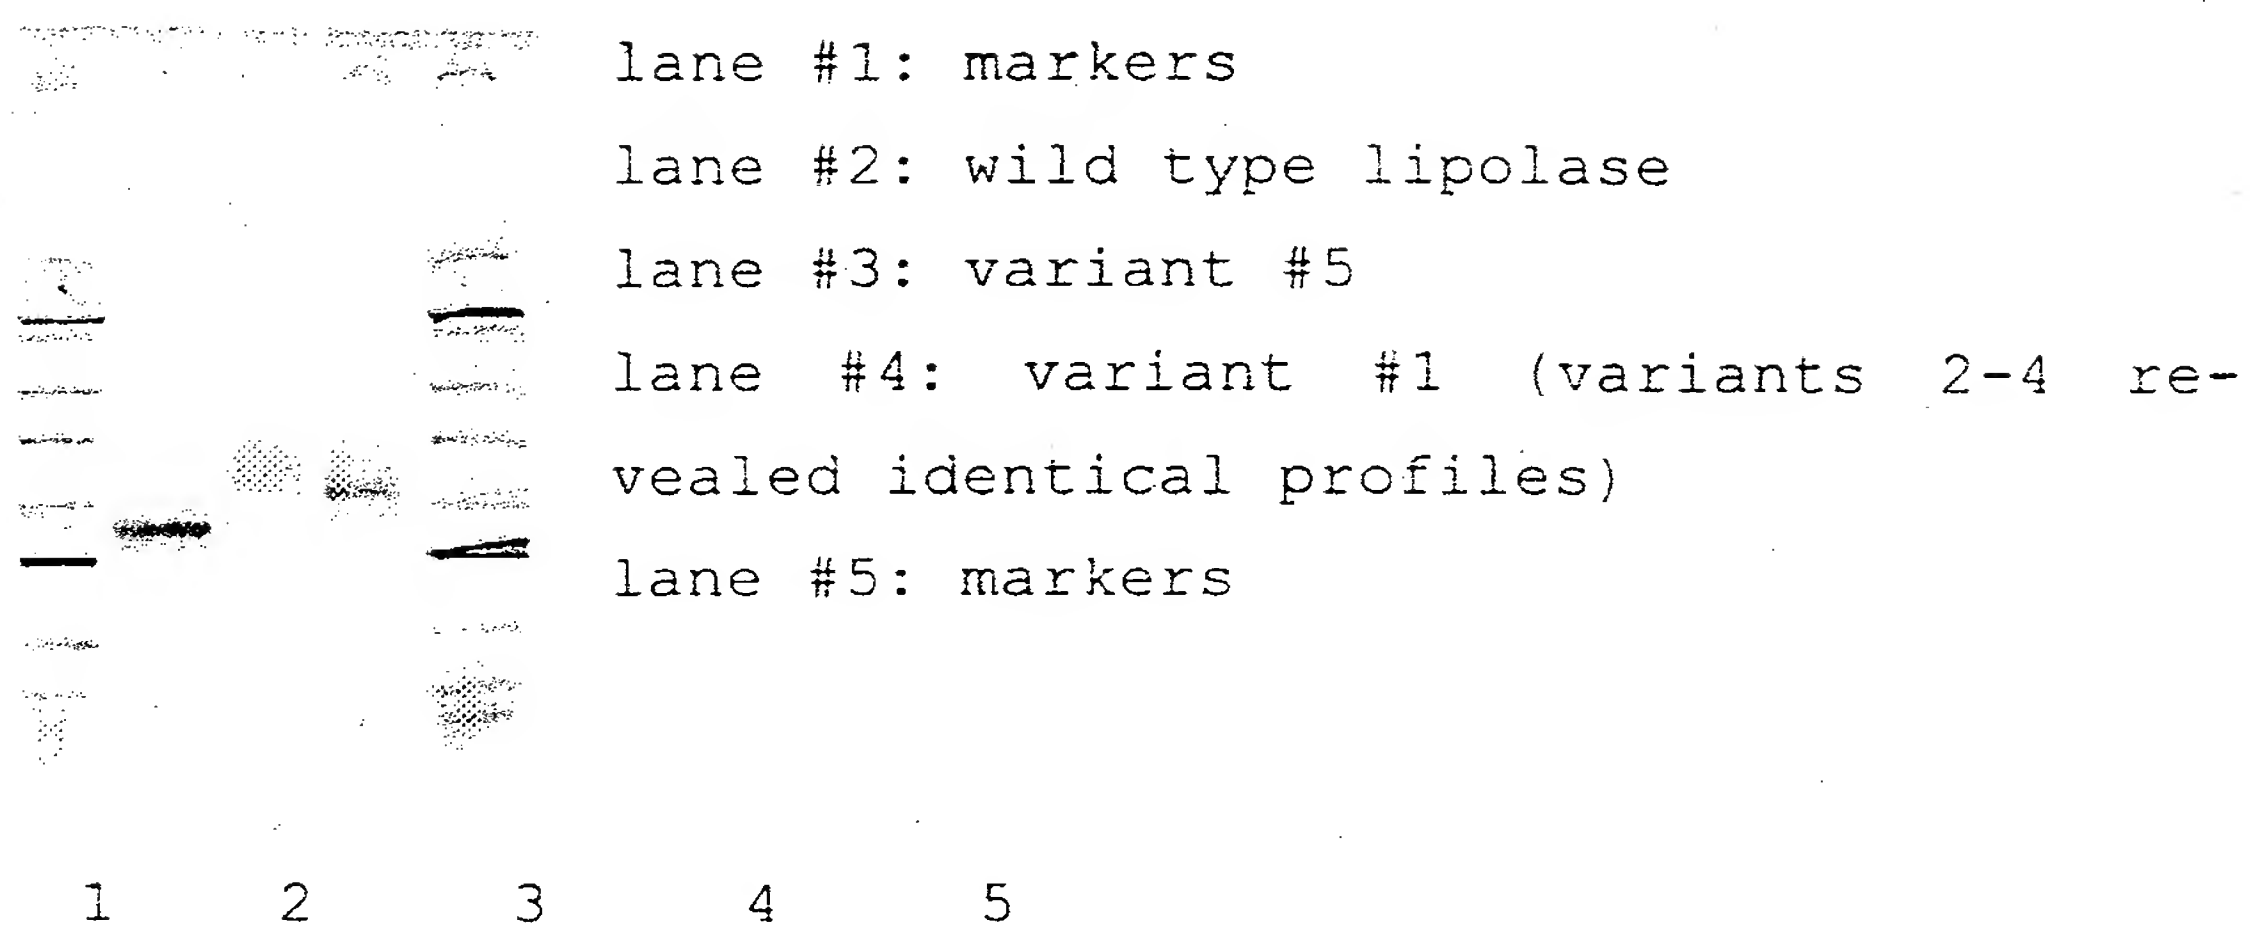 lane #1: markers
lane #2: wild type lipolase
lane #3: variant #5
lane #4: variant #1 (variants 2-4 re-
vealed identical profiles)
lane #5: markers
1 2 3 4 5